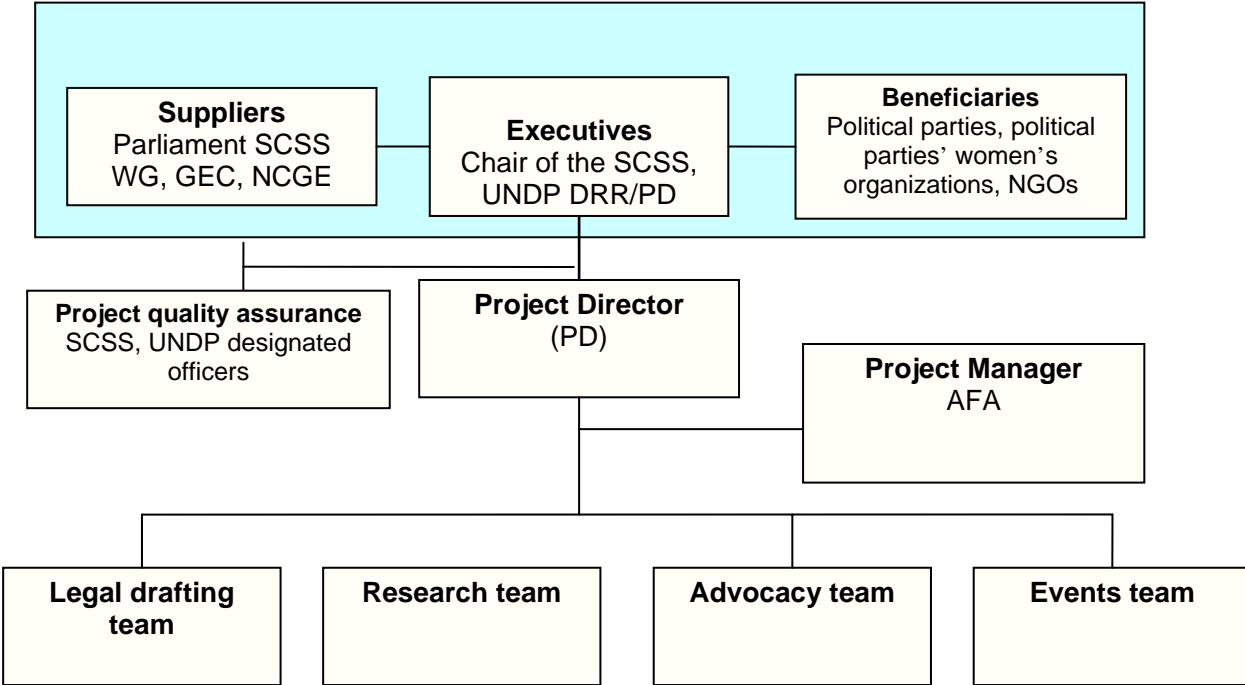 Suppliers
Parliament SCSS
WG, GEC, NCGE
Executives
Chair of the SCSS,
UNDP DRR/PD
Beneficiaries
Political parties, political
parties’ women’s
organizations, NGOs
Project quality assurance
SCSS, UNDP designated
officers
Project Director
(PD)
Project Manager
AFA
Legal drafting
team
Research team
Advocacy team
Events team